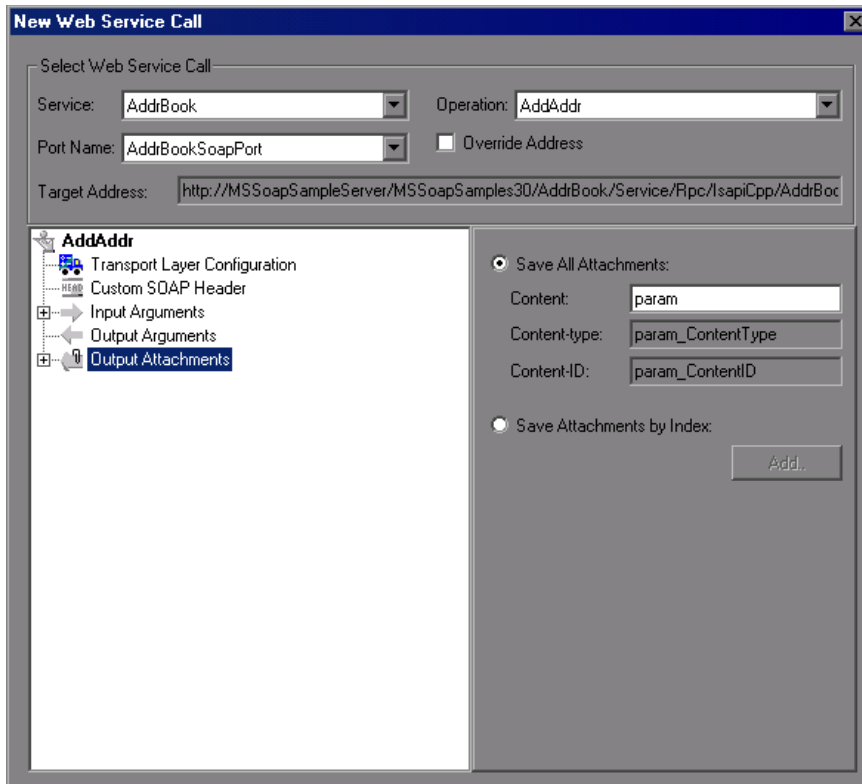 New Web Service Call
Select Web Service Call
Service: AddrBook Operation: AddAddr
Port Name: AddrBookSoapPort Override Address
Target Address: http://MSSoapSampleServer/MSSoapSamples30/AddrBook/Service/Rpc/IsapiCpp/AddrBoc
AddAddr
Transport Layer Configuration
HEAD Custom SOAP Header
Input Arguments
Output Arguments
Output Attachments
Save All Attachments:
Content: param
Content-type: param_ContentType
Content-ID: param_ContentID
Save Attachments by Index:
Add..